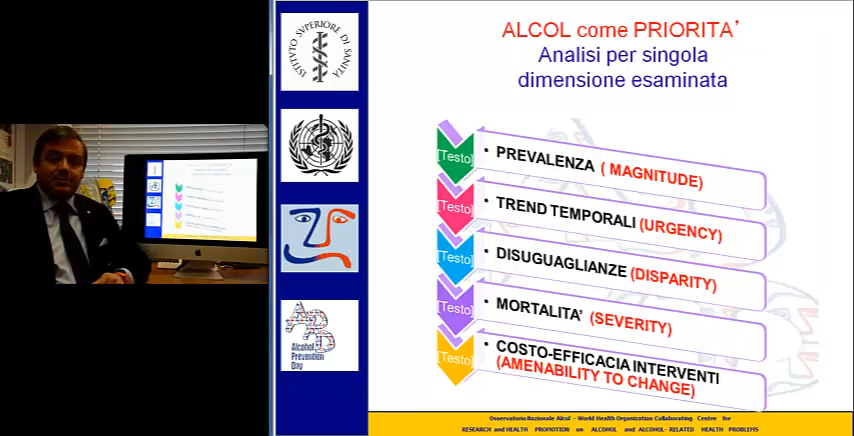 ISTITVTO SVPERIORE DI SANITA
Alcohol
Prevention
Day
ALCOL come PRIORITA'
Analisi per singola
dimensione esaminata
[Testo]
• PREVALENZA ( MAGNITUDE)
[Testo]
• TREND TEMPORALI (URGENCY)
[Testo]
• DISUGUAGLIANZE (DISPARITY)
[Testo]
• MORTALITA' (SEVERITY)
[Testo]
• COSTO-EFFICACIA INTERVENTI
(AMENABILITY TO CHANGE)
Osservatorio Nazionale Alcol - World Health Organization Collaborating Centre for
RESEARCH and HEALTH PROMOTION on ALCOHOL and ALCOHOL- RELATED HEALTH PROBLEMS